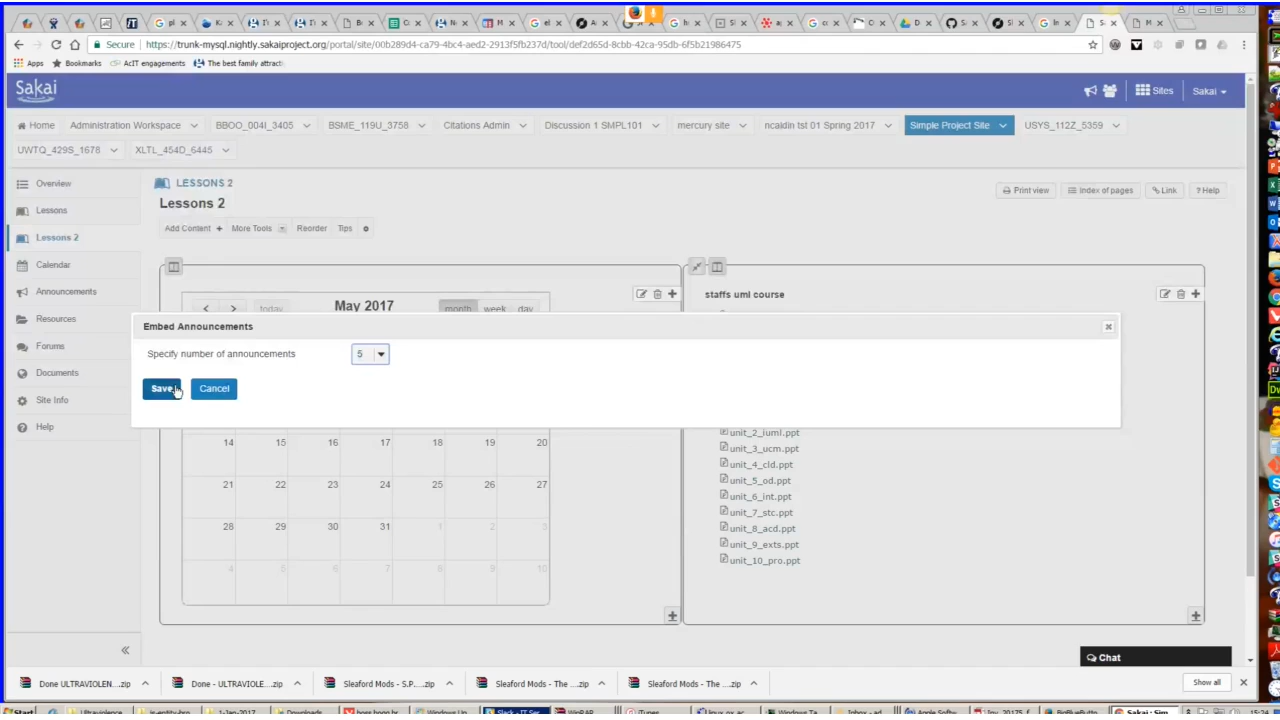 Secure
https://trunk-mysql.nightly.sakaiproject.org/portal/site/00b289d4-ca79-4bc4-aed2-2913f5fb237d/tool/def2d65d-8cbb-42ca-95db-6f5b21986475
Apps Bookmarks AcIT engagements The best family attract
Sakai
Sites
Sakai
Home Administration Workspace BBOO_004I_3405 BSME_119U_3758 Citations Admin Discussion 1 SMPL101 mercury site ncaldin tst 01 Spring 2017 Simple Project Site USYS_112Z_5359
UWTQ_429S_1678 XLTL_454D_6445
Overview
Lessons
Lessons 2
Calendar
Announcements
Resources
Forums
Documents
Site Info
Help
LESSONS 2
Print view Index of pages Link ? Help
Lessons 2
Add Content More Tools Reorder Tips
today May 2017 month week day
staffs uml course
Embed Announcements
Specify number of announcements 5
Save Cancel
unit_2_iuml.ppt
unit_3_ucm.ppt
unit_4_cld.ppt
unit_5_od.ppt
unit_6_int.ppt
unit_7_stc.ppt
unit_8_acd.ppt
unit_9_exts.ppt
unit_10_pro.ppt
14 15 16 17 18 19 20
21 22 23 24 25 26 27
28 29 30 31 1 2 3
4 5 6 7 8 9 10
Chat
Done ULTRAVIOLEN....zip Done - ULTRAVIOLE....zip Sleaford Mods - S.P....zip Sleaford Mods - The ....zip Sleaford Mods - The ....zip Show all